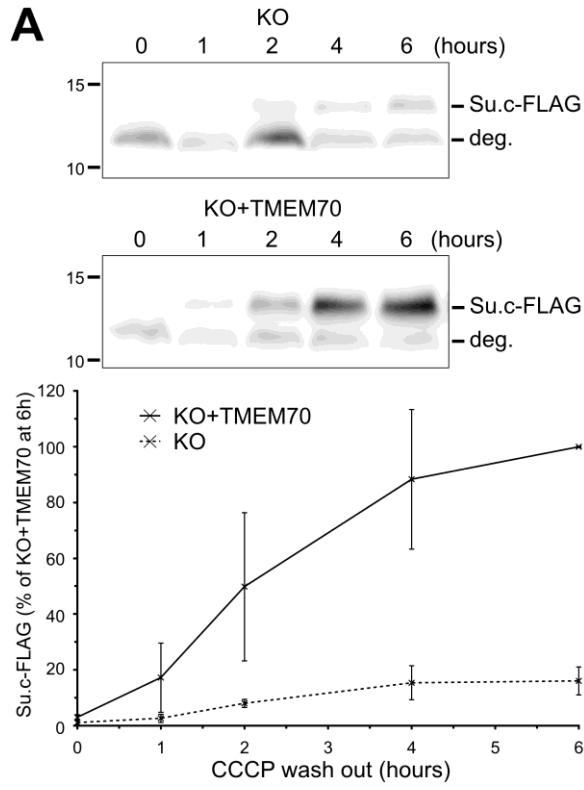 A
KO
0 1 2 4 6 (hours)
15
Su.c-FLAG
deg.
10
KO+TMEM70
0 1 2 4 6 (hours)
15
Su.c-FLAG
deg.
10
120
100
80
60
40
20
0
Su.c-FLAG (% of KO+TMEM70 at 6h)
KO+TMEM70
KO
0 1 2 3 4 5 6
CCCP wash out (hours)